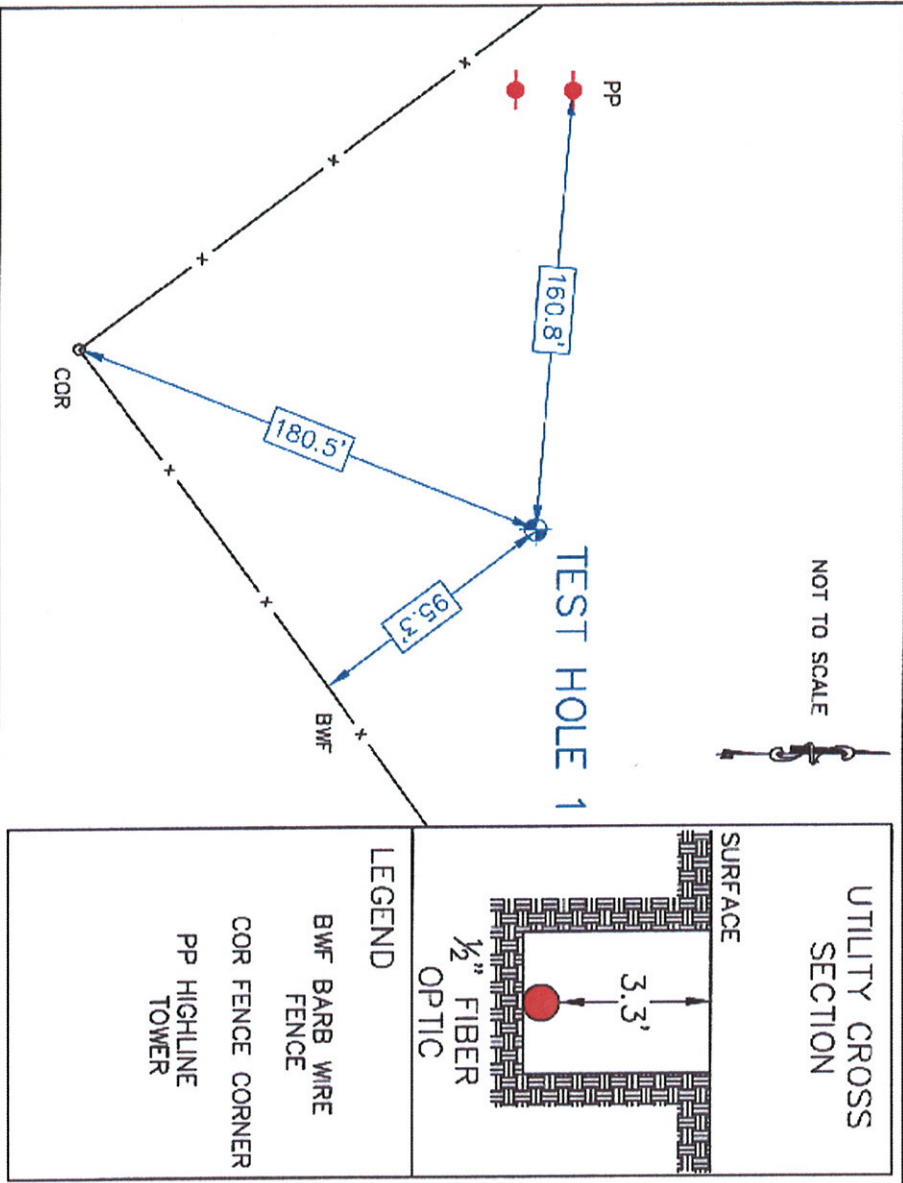 NOT TO SCALE
PP
160.8'
TEST HOLE 1
180.5'
95.3'
COR
BWF
UTILITY CROSS
SECTION
SURFACE
3.3'
½" FIBER
OPTIC
LEGEND
BWF BARB WIRE
FENCE
COR FENCE CORNER
PP HIGHLINE
TOWER